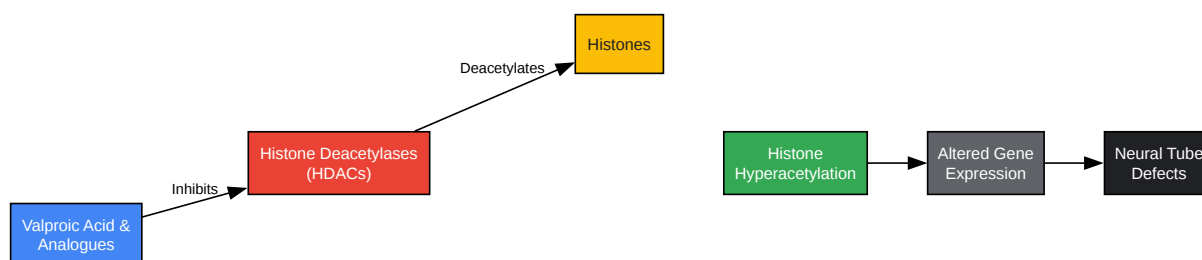 Histones
Deacetylates
Histone Deacetylases
(HDACs)
Inhibits
Valproic Acid &
Analogues
Histone
Hyperacetylation
Altered Gene
Expression
Neural Tube
Defects